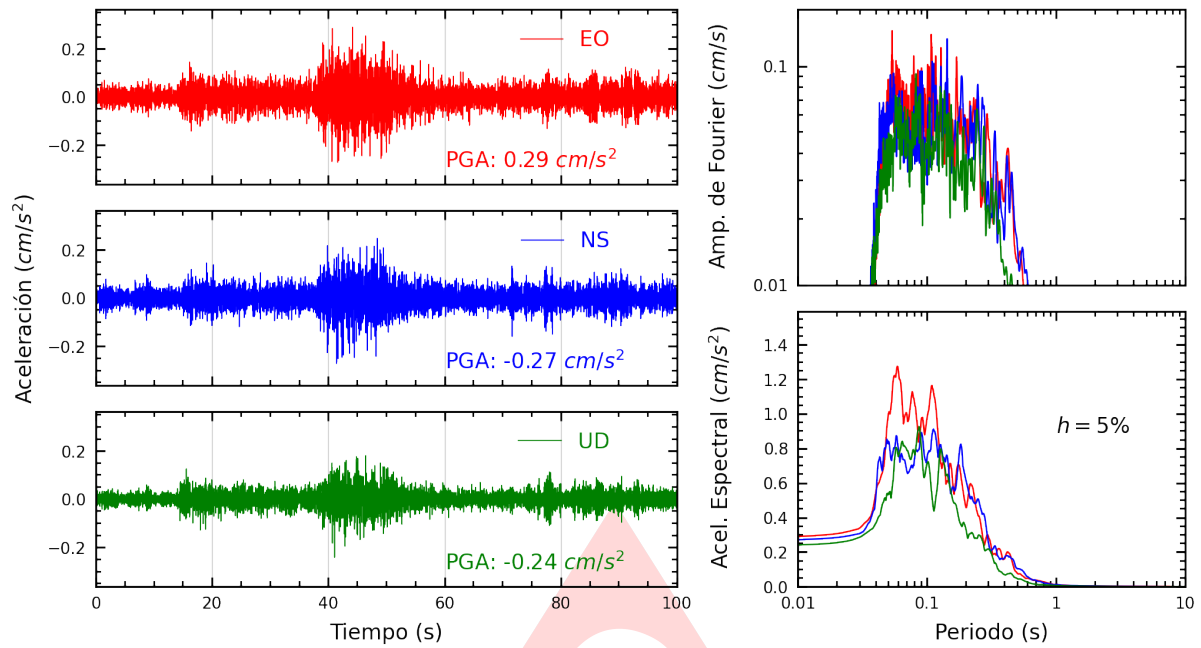 Aceleración (cm/s²)
0.2
0.0
−0.2
EO
PGA: 0.29 cm/s²
0.2
0.0
−0.2
NS
PGA: -0.27 cm/s²
0.2
0.0
−0.2
UD
PGA: -0.24 cm/s²
0 20 40 60 80 100
Tiempo (s)
Amp. de Fourier (cm/s)
0.1
0.01
Acel. Espectral (cm/s²)
1.4
1.2
1.0
0.8
0.6
0.4
0.2
0.0
h = 5%
0.01 0.1 1 10
Periodo (s)